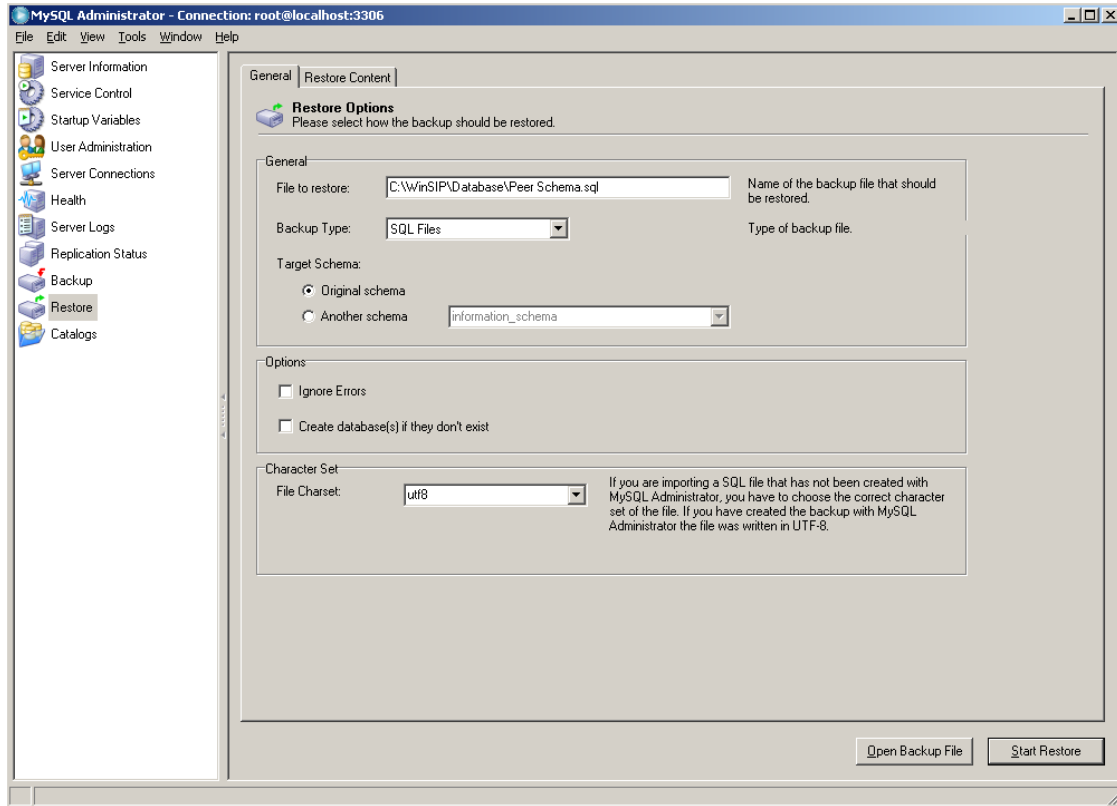 MySQL Administrator - Connection: root@localhost:3306
File Edit View Tools Window Help
Server Information
Service Control
Startup Variables
User Administration
Server Connections
Health
Server Logs
Replication Status
Backup
Restore
Catalogs
General Restore Content
Restore Options
Please select how the backup should be restored.
General
File to restore: C:\WinSIP\Database\Peer Schema.sql Name of the backup file that should
be restored.
Backup Type: SQL Files Type of backup file.
Target Schema:
Original schema
Another schema information_schema
Options
Ignore Errors
Create database(s) if they don't exist
Character Set
File Charset: utf8 If you are importing a SQL file that has not been created with
MySQL Administrator, you have to choose the correct character
set of the file. If you have created the backup with MySQL
Administrator the file was written in UTF-8.
Open Backup File Start Restore